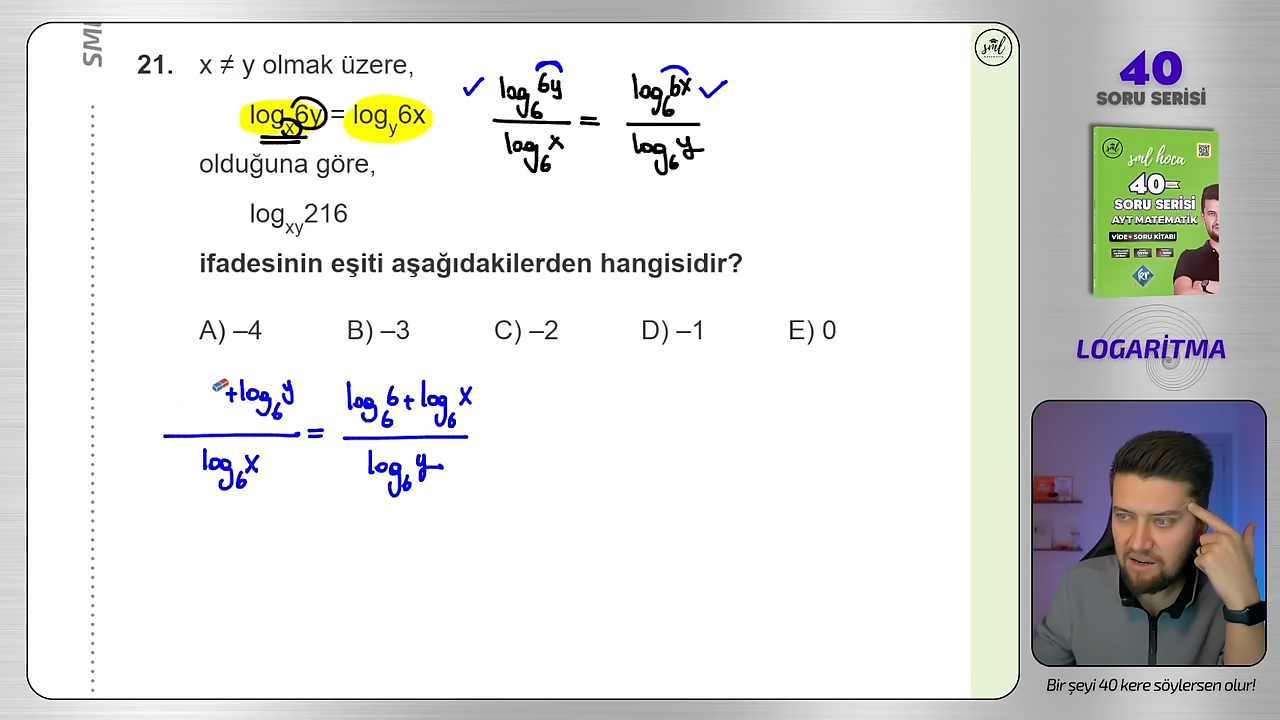 SML
21. x ≠ y olmak üzere,
log_x 6y = log_y 6x
olduğuna göre,
log_xy 216
ifadesinin eşiti aşağıdakilerden hangisidir?
A) –4 B) –3 C) –2 D) –1 E) 0
✓ log_6 6y / log_6 x = log_6 6x / log_6 y ✓
+log_6 y / log_6 x = log_6 6 + log_6 x / log_6 y
sml
40
SORU SERİSİ
sml hoca
40
SORU SERİSİ
AYT MATEMATİK
VİDEO SORU KİTABI
LOGARİTMA
Bir şeyi 40 kere söylersen olur!